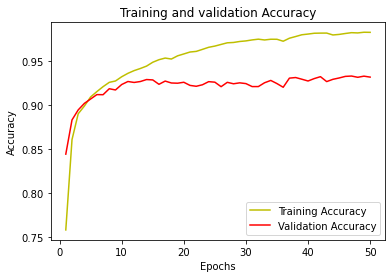 Training and validation Accuracy
Accuracy
0.95
0.90
0.85
0.80
0.75
0 10 20 30 40 50
Epochs
Training Accuracy
Validation Accuracy